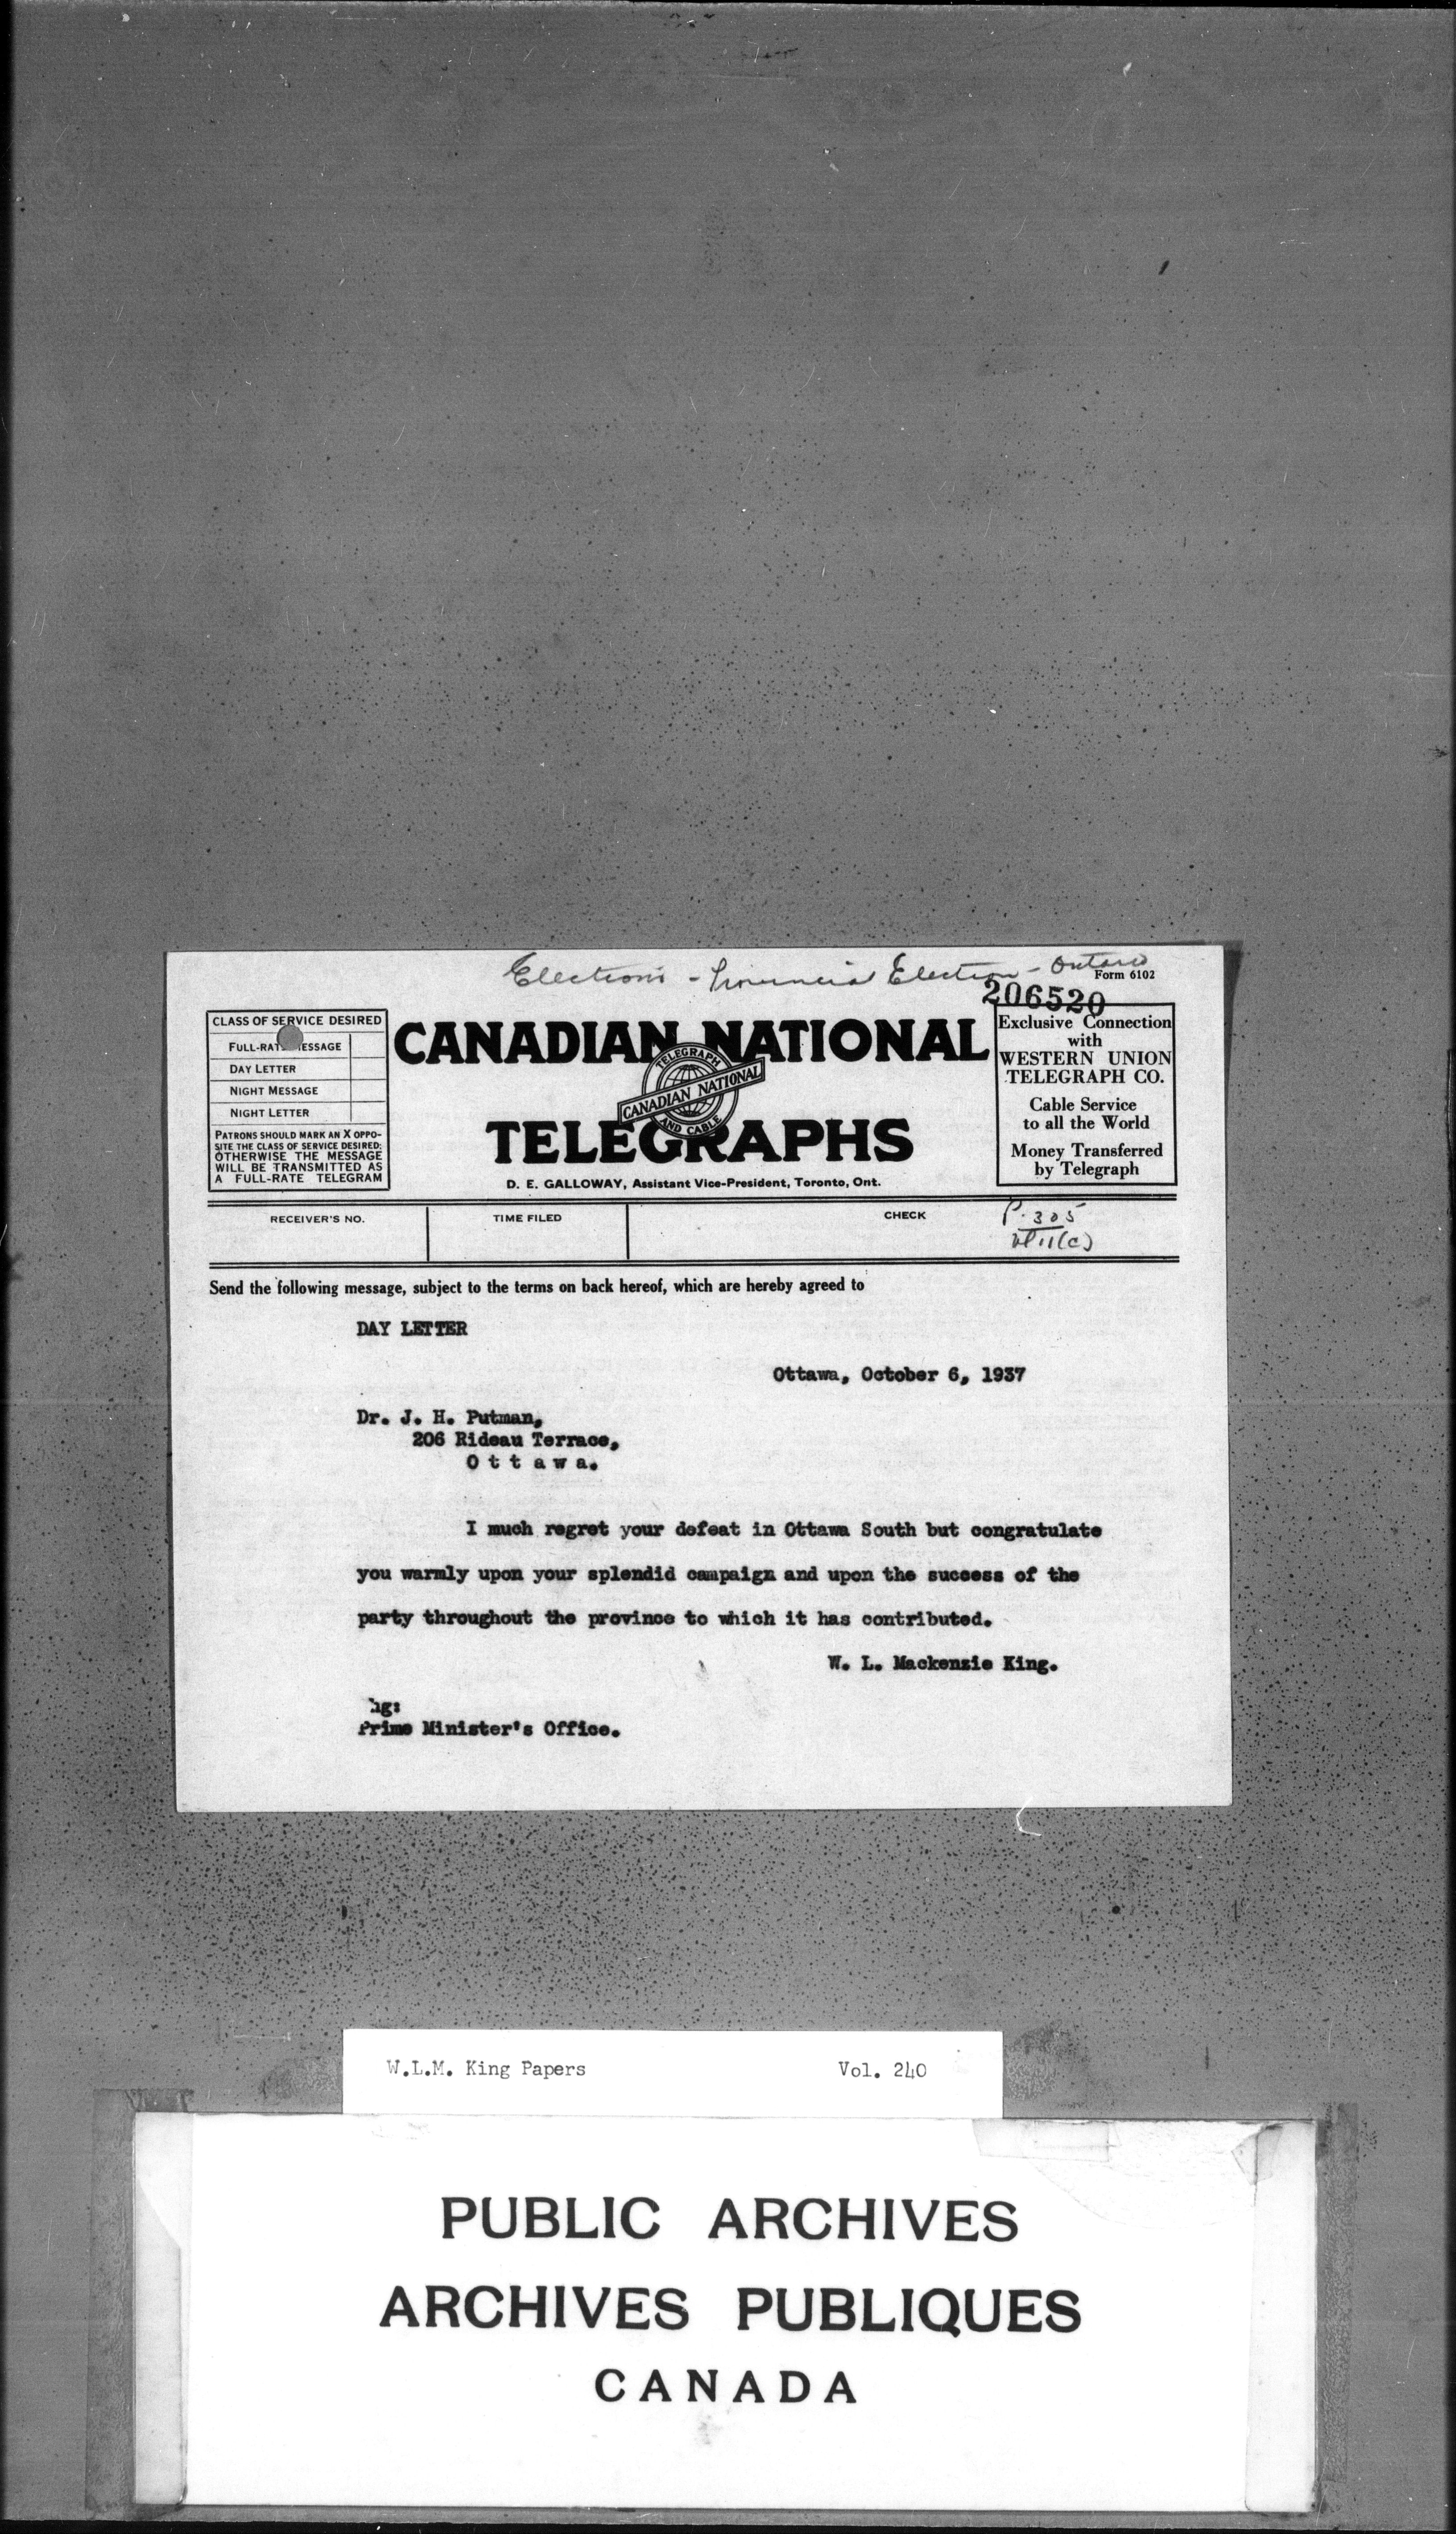 Elections - Provincial Election - Ontario
Form 6102
206520
CLASS OF SERVICE DESIRED
FULL-RATE MESSAGE
DAY LETTER
NIGHT MESSAGE
NIGHT LETTER
PATRONS SHOULD MARK AN X OPPO-
SITE THE CLASS OF SERVICE DESIRED;
OTHERWISE THE MESSAGE
WILL BE TRANSMITTED AS
A FULL-RATE TELEGRAM
CANADIAN NATIONAL
TELEGRAPH
CANADIAN NATIONAL
AND CABLE
TELEGRAPHS
D. E. GALLOWAY, Assistant Vice-President, Toronto, Ont.
Exclusive Connection
with
WESTERN UNION
TELEGRAPH CO.
Cable Service
to all the World
Money Transferred
by Telegraph
RECEIVER'S NO.
TIME FILED
CHECK
P. 305
Send the following message, subject to the terms on back hereof, which are hereby agreed to
DAY LETTER
Ottawa, October 6, 1937
Dr. J. H. Putman,
206 Rideau Terrace,
O t t a w a.
I much regret your defeat in Ottawa South but congratulate
you warmly upon your splendid campaign and upon the success of the
party throughout the province to which it has contributed.
W. L. Mackenzie King.
Prime Minister's Office.
W.L.M. King Papers
Vol. 240
PUBLIC ARCHIVES
ARCHIVES PUBLIQUES
CANADA